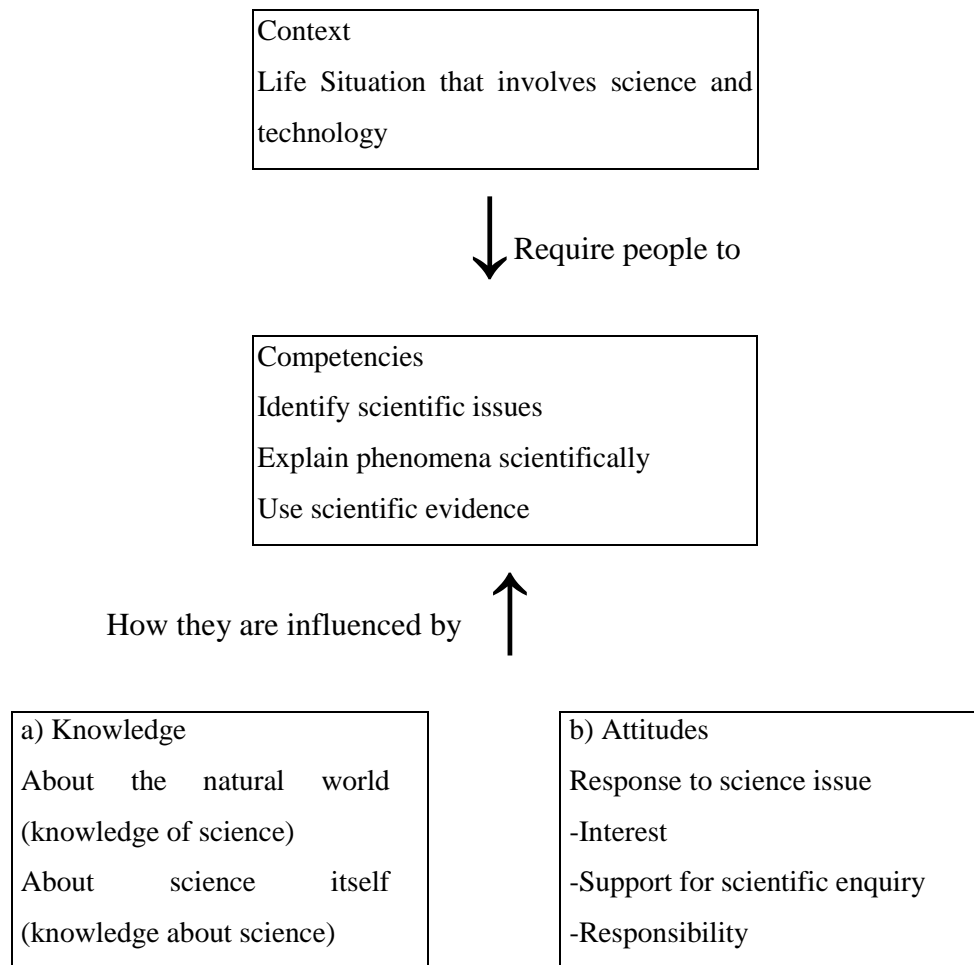 Context
Life Situation that involves science and
technology
Require people to
Competencies
Identify scientific issues
Explain phenomena scientifically
Use scientific evidence
How they are influenced by
a) Knowledge
About the natural world
(knowledge of science)
About science itself
(knowledge about science)
b) Attitudes
Response to science issue
-Interest
-Support for scientific enquiry
-Responsibility